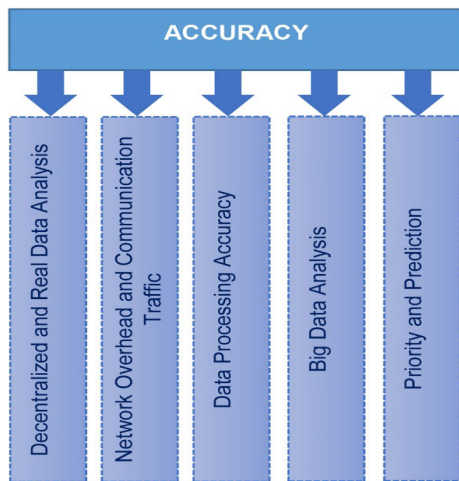 ACCURACY
Decentralized and Real Data Analysis
Network Overhead and Communication
Traffic
Data Processing Accuracy
Big Data Analysis
Priority and Prediction